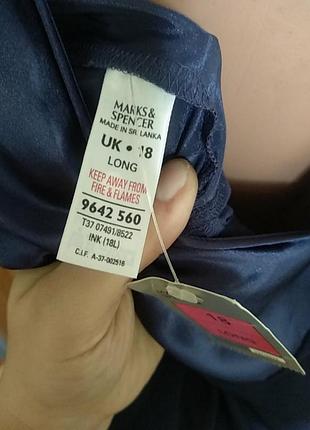 MARKS &
SPENCER
MADE IN SRI LANKA
UK • 18
LONG
KEEP AWAY FROM
FIRE & FLAMES
9642 560
T37 07491/8522
INK (18L)
C.I.F. A-37-002516
18